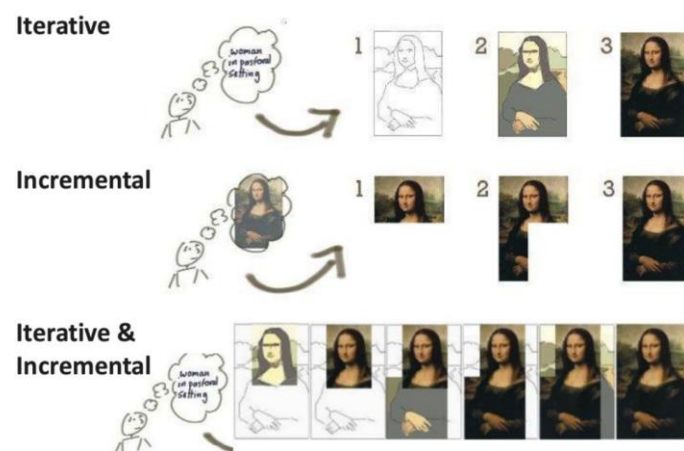 Iterative
woman
in pastoral
setting
1
2
3
Incremental
1
2
3
Iterative &
Incremental
woman
in pastoral
setting